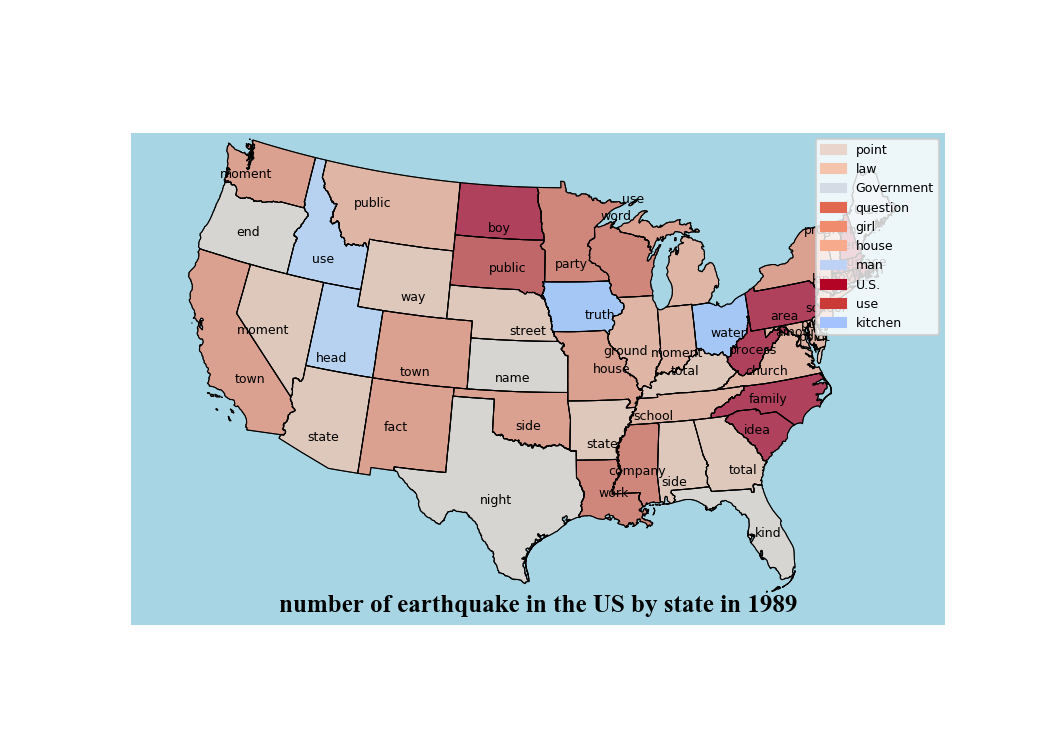 point
law
Government
question
girl
house
man
U.S.
use
kitchen
moment
public
end
use
boy
public
party
word
use
way
truth
water
area
process
moment
head
town
town
street
name
ground
house
moment
total
church
family
idea
school
state
fact
side
state
company
work
side
total
night
kind
number of earthquake in the US by state in 1989